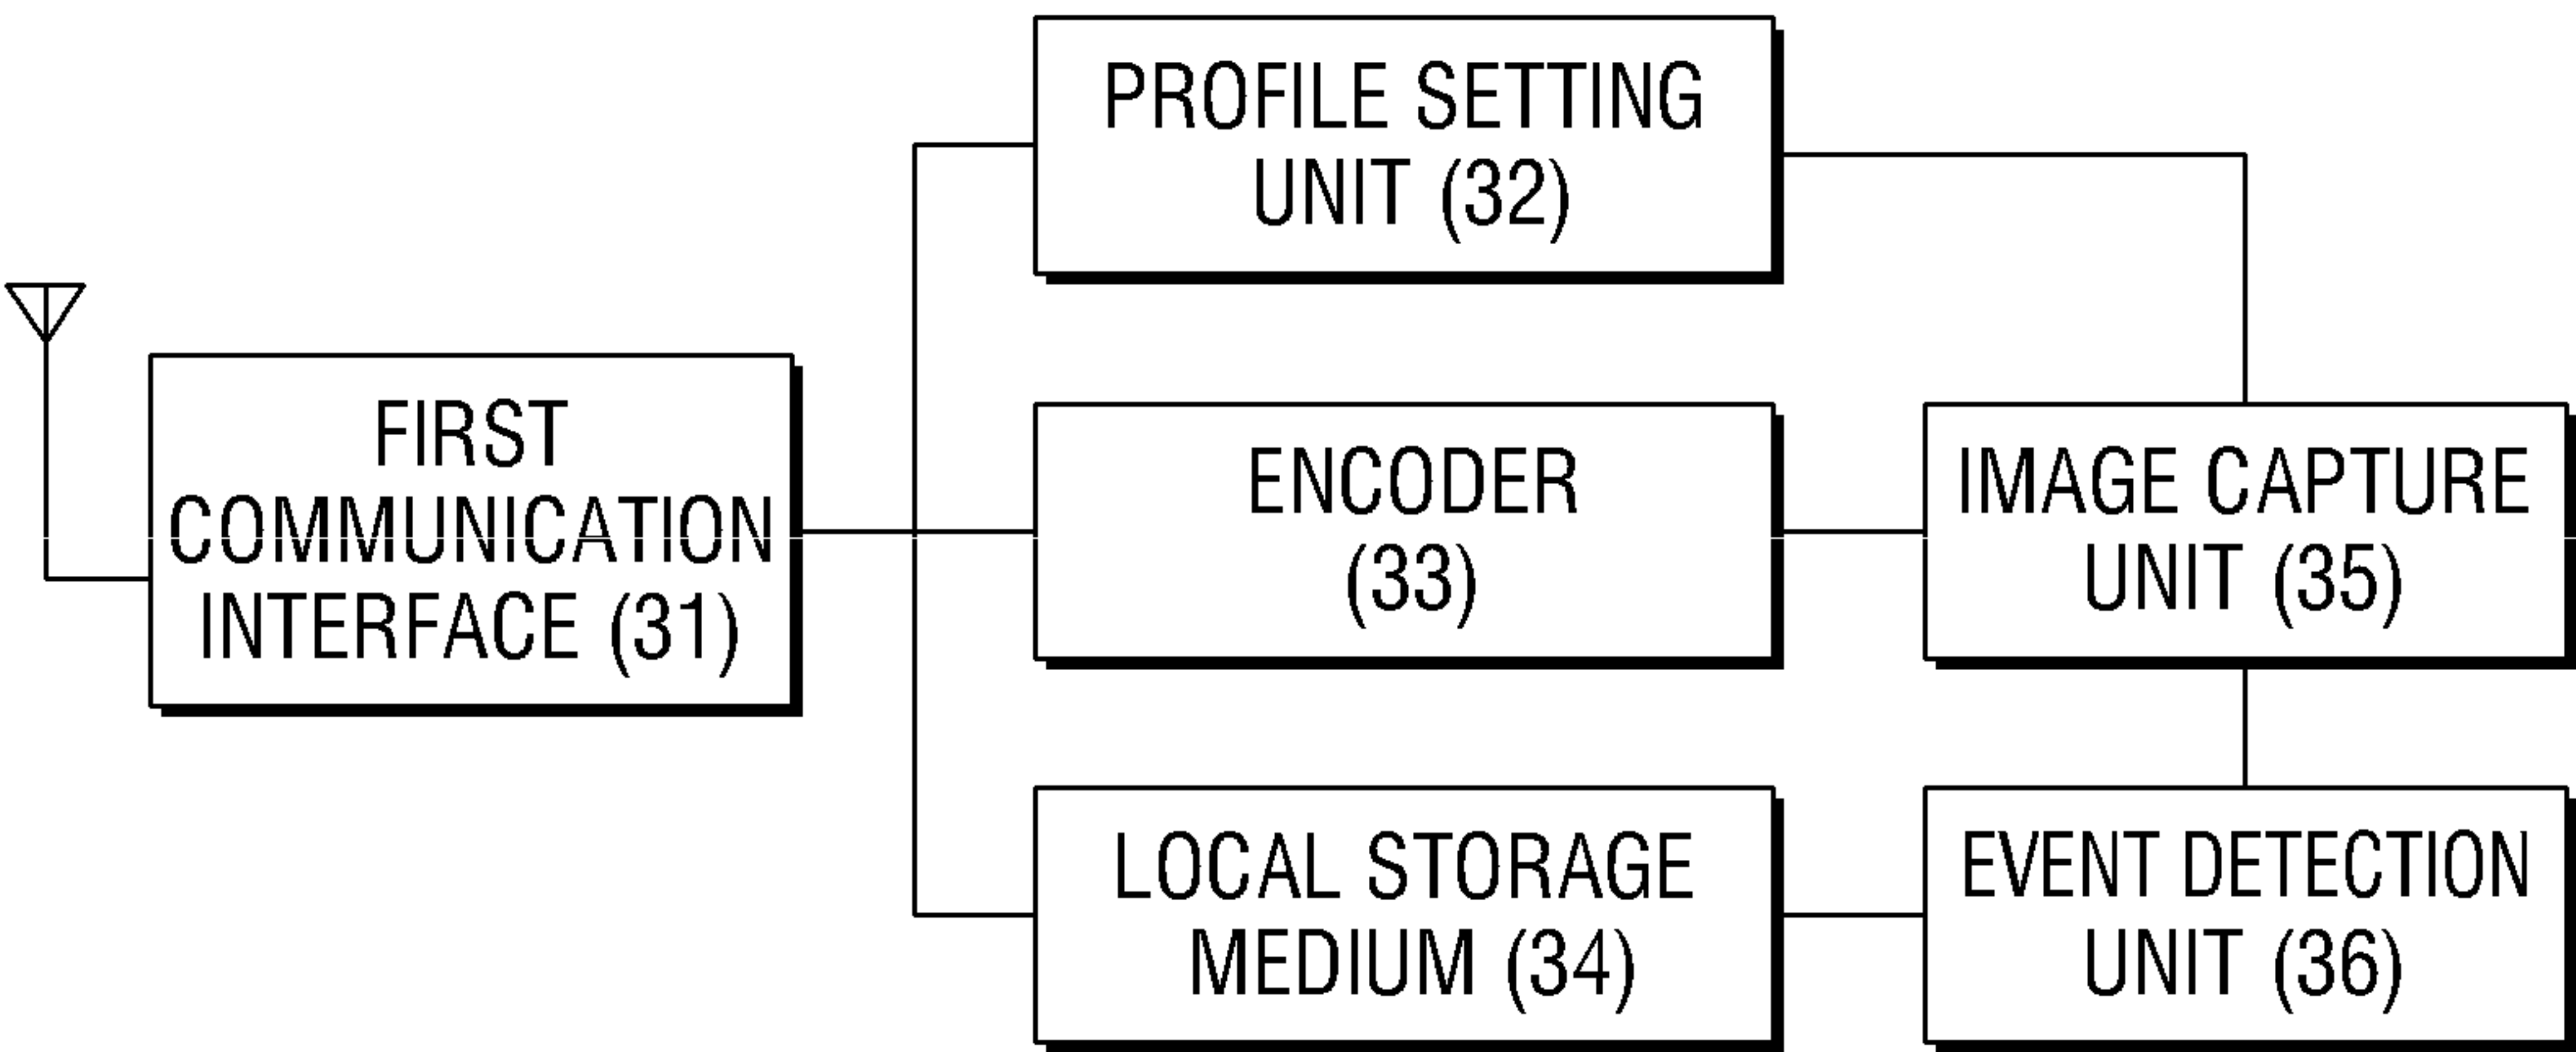 PROFILE SETTING
UNIT (32)
FIRST
COMMUNICATION
INTERFACE (31)
ENCODER
(33)
IMAGE CAPTURE
UNIT (35)
LOCAL STORAGE
MEDIUM (34)
EVENT DETECTION
UNIT (36)